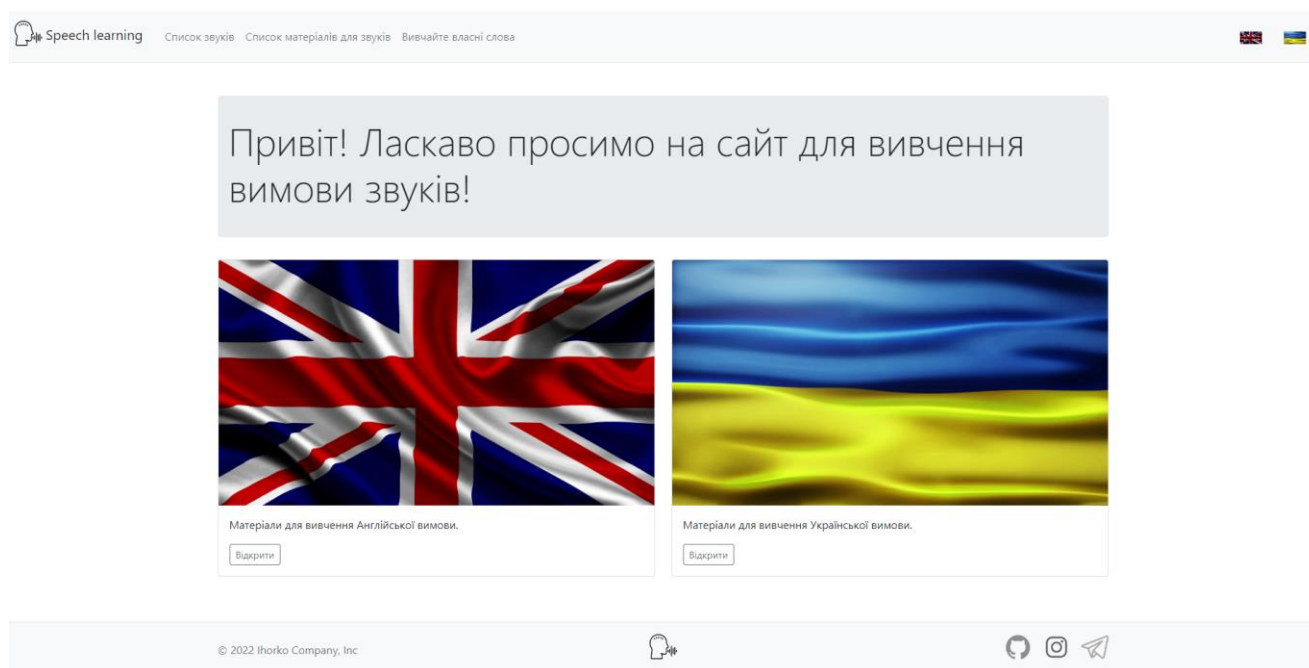 Speech learning
Список звуків Список матеріалів для звуків Вивчайте власні слова
Привіт! Ласкаво просимо на сайт для вивчення
вимови звуків!
Матеріали для вивчення Англійської вимови.
Відкрити
Матеріали для вивчення Української вимови.
Відкрити
© 2022 Ihorko Company, Inc